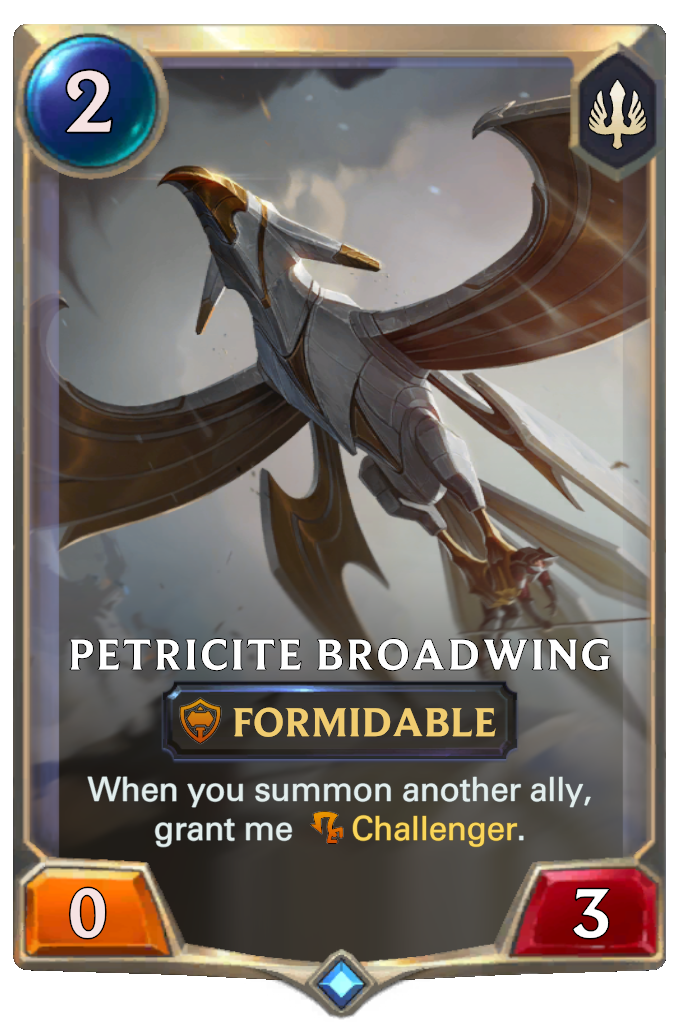 2
PETRICITE BROADWING
FORMIDABLE
When you summon another ally,
grant me Challenger.
0
3